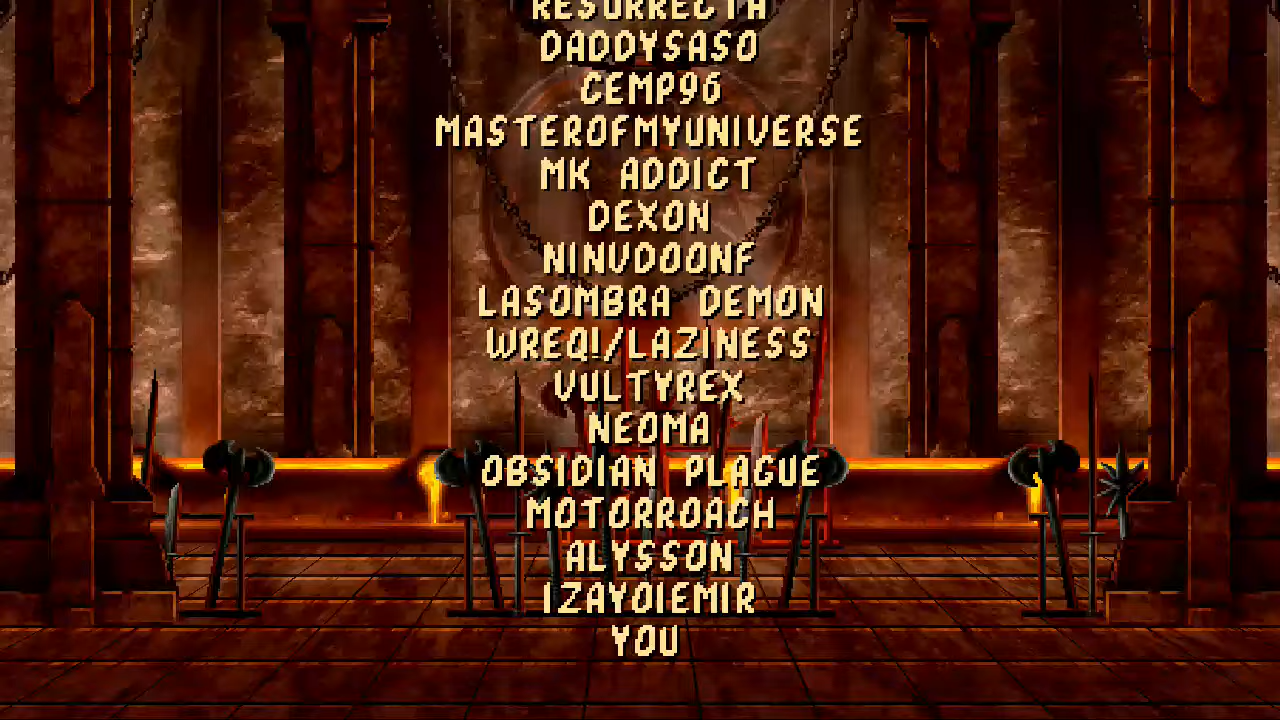 RESURRECTA
DADDYSASO
CEMP96
MASTEROFMYUNIVERSE
MK ADDICT
DEXON
NINVDOONF
LASOMBRA DEMON
WREQ!/LAZINESS
VULTYREX
NEOMA
OBSIDIAN PLAGUE
MOTORROACH
ALYSSON
IZAYOIEMIR
YOU